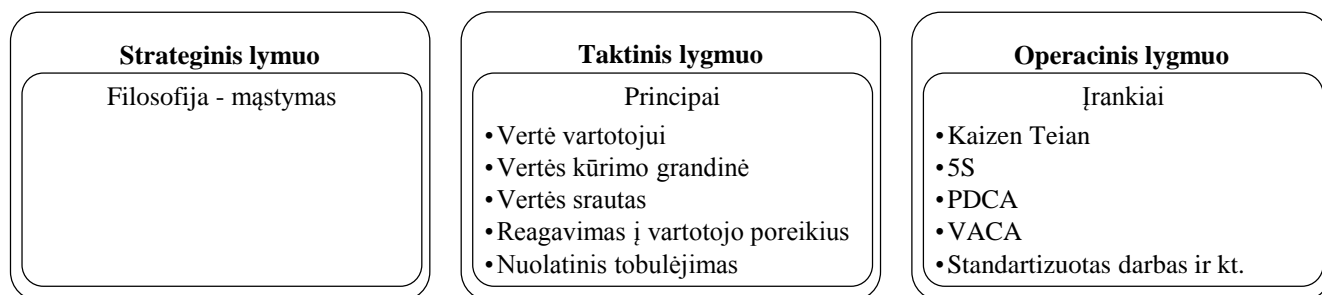 Strateginis lymuo
Filosofija - mąstymas
Taktinis lygmuo
Principai
•Vertė vartotojui
•Vertės kūrimo grandinė
•Vertės srautas
•Reagavimas į vartotojo poreikius
•Nuolatinis tobulėjimas
Operacinis lygmuo
Įrankiai
•Kaizen Teian
•5S
•PDCA
•VACA
•Standartizuotas darbas ir kt.